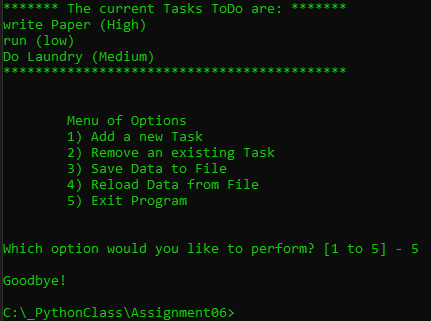 ******* The current Tasks ToDo are: *******
write Paper (High)
run (low)
Do Laundry (Medium)
*******************************************
Menu of Options
1) Add a new Task
2) Remove an existing Task
3) Save Data to File
4) Reload Data from File
5) Exit Program
Which option would you like to perform? [1 to 5] - 5
Goodbye!
C:\_PythonClass\Assignment06>